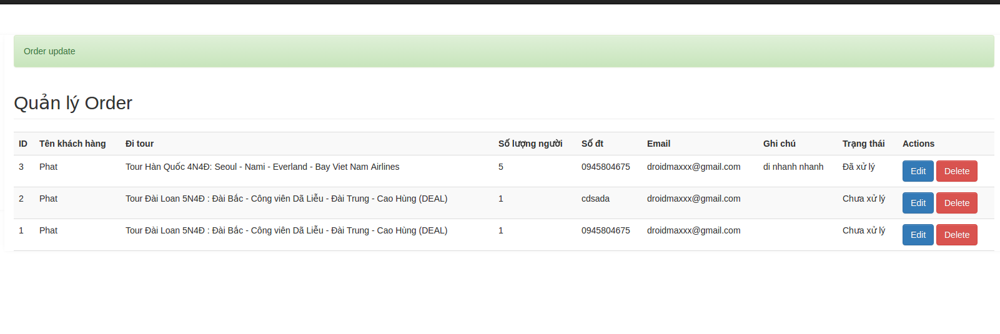 Order update
Quản lý Order
ID Tên khách hàng Đi tour Số lượng người Số đt Email Ghi chú Trạng thái Actions
3 Phat Tour Hàn Quốc 4N4Đ: Seoul - Nami - Everland - Bay Viet Nam Airlines 5 0945804675 droidmaxxx@gmail.com di nhanh nhanh Đã xử lý Edit Delete
2 Phat Tour Đài Loan 5N4Đ : Đài Bắc - Công viên Dã Liễu - Đài Trung - Cao Hùng (DEAL) 1 cdsada droidmaxxx@gmail.com Chưa xử lý Edit Delete
1 Phat Tour Đài Loan 5N4Đ : Đài Bắc - Công viên Dã Liễu - Đài Trung - Cao Hùng (DEAL) 1 0945804675 droidmaxxx@gmail.com Chưa xử lý Edit Delete